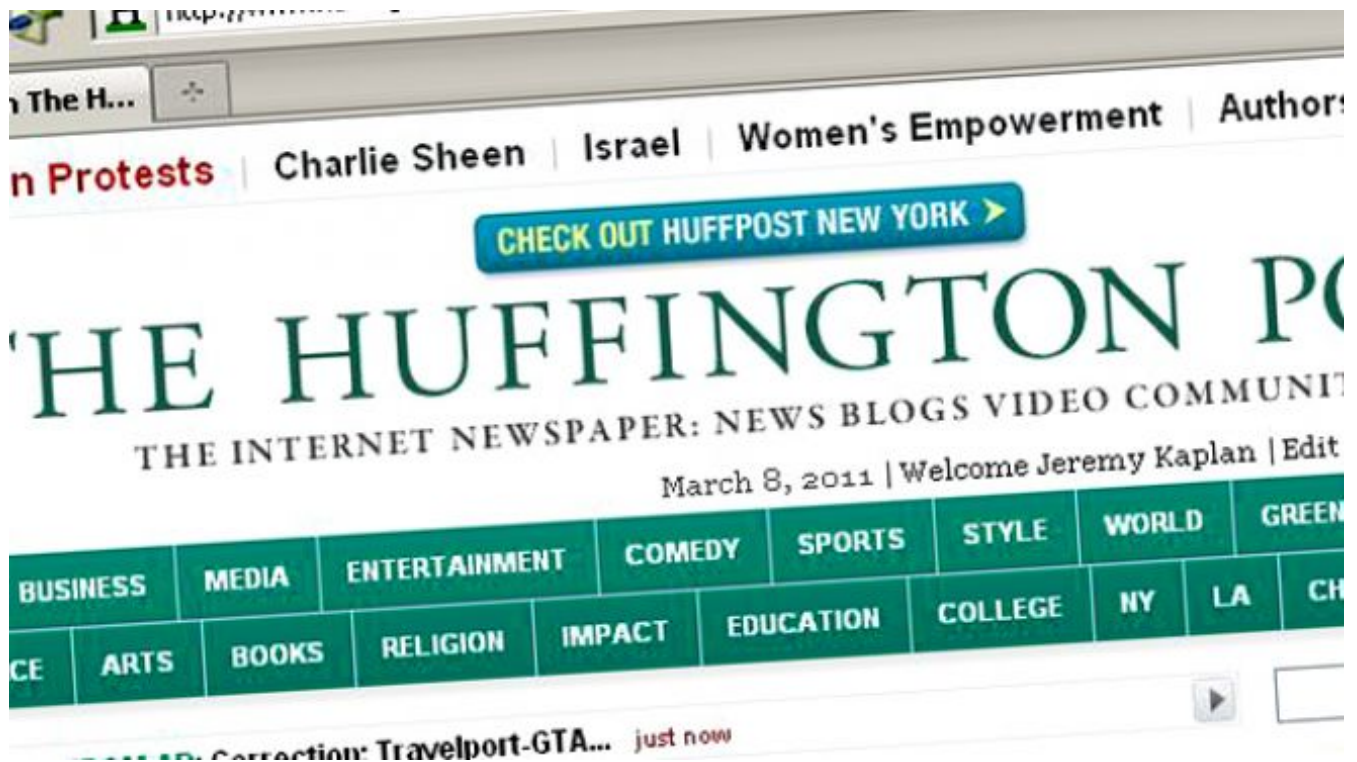 H
n The H...
n Protests | Charlie Sheen | Israel | Women's Empowerment | Authors
CHECK OUT HUFFPOST NEW YORK
THE HUFFINGTON PO
THE INTERNET NEWSPAPER: NEWS BLOGS VIDEO COMMUNIT
March 8, 2011 | Welcome Jeremy Kaplan | Edit
BUSINESS MEDIA ENTERTAINMENT COMEDY SPORTS STYLE WORLD GREEN
CE ARTS BOOKS RELIGION IMPACT EDUCATION COLLEGE NY LA CH
Correction: Travelport-GTA... just now